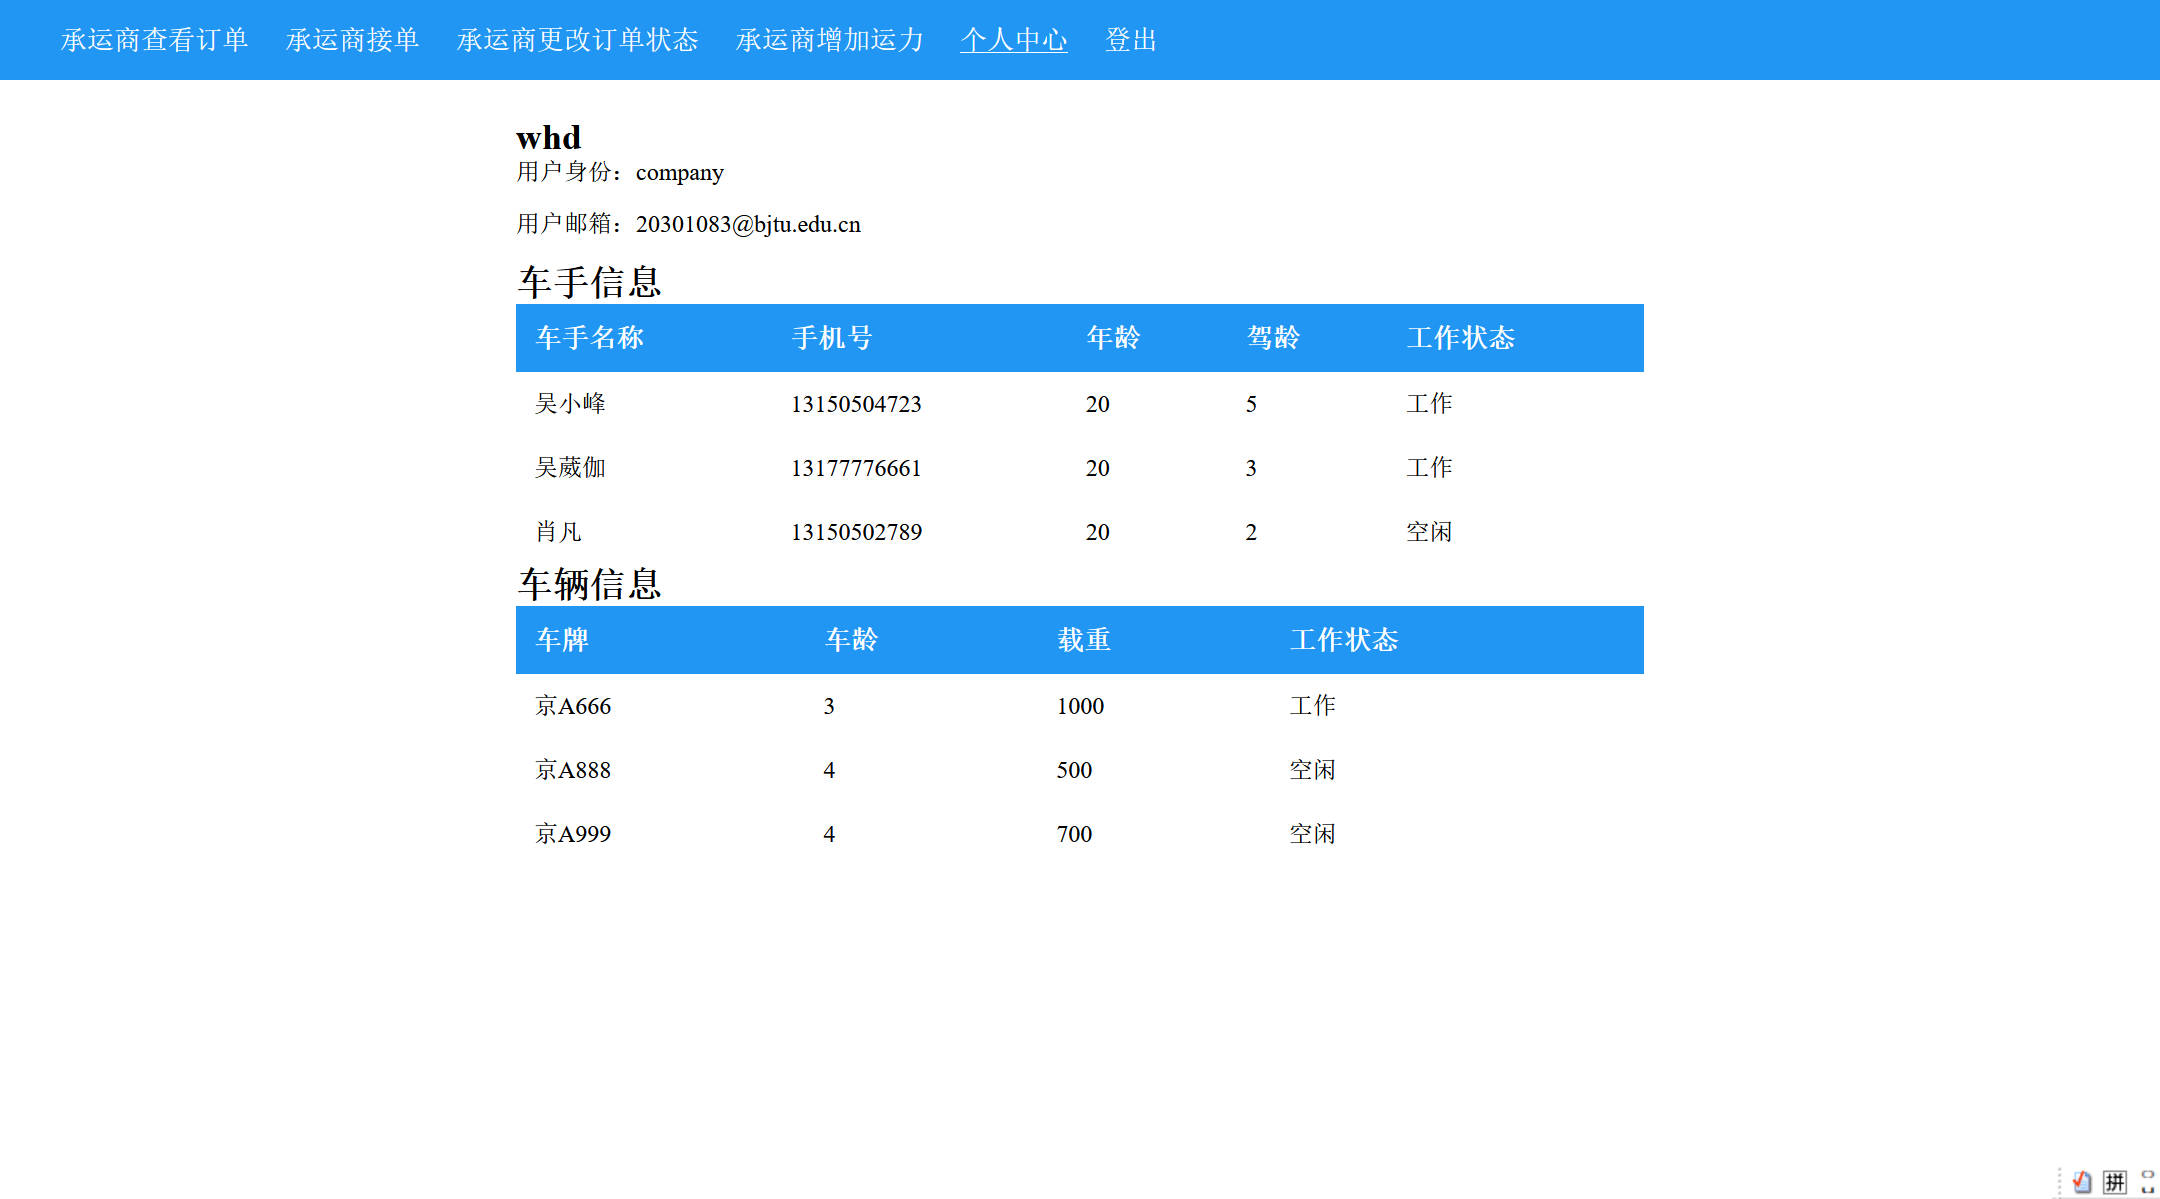 承运商查看订单 承运商接单 承运商更改订单状态 承运商增加运力 个人中心 登出
whd
用户身份：company
用户邮箱：20301083@bjtu.edu.cn
车手信息
车手名称 手机号 年龄 驾龄 工作状态
吴小峰 13150504723 20 5 工作
吴葳伽 13177776661 20 3 工作
肖凡 13150502789 20 2 空闲
车辆信息
车牌 车龄 载重 工作状态
京A666 3 1000 工作
京A888 4 500 空闲
京A999 4 700 空闲
拼